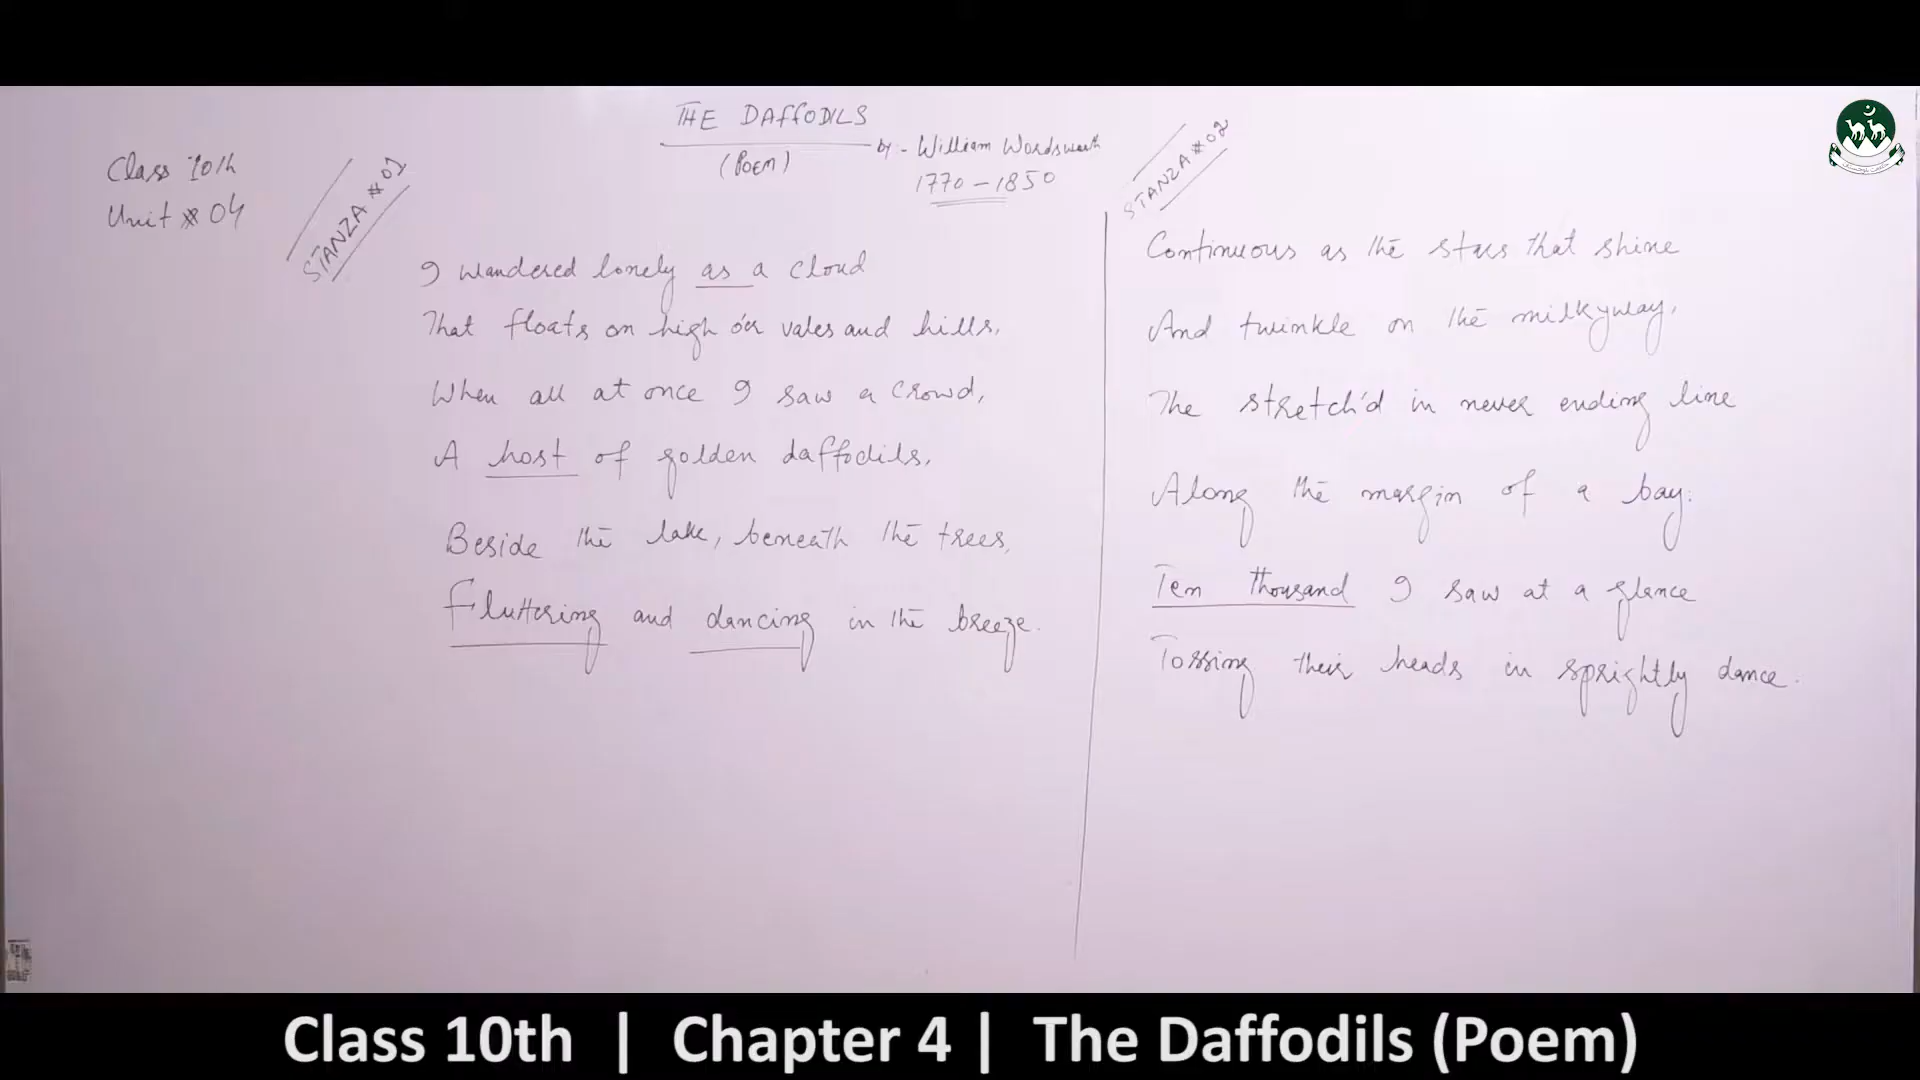 THE DAFFODILS
(POEM)
by - William Wordsworth
1770 - 1850
Class 10th
Unit # 04
STANZA # 01
I wandered lonely as a cloud
That floats on high o'er vales and hills,
When all at once I saw a crowd,
A host of golden daffodils,
Beside the lake, beneath the trees,
Fluttering and dancing in the breeze.
STANZA # 02
Continuous as the stars that shine
And twinkle on the milkyway,
The stretch'd in never ending line
Along the margin of a bay.
Ten thousand I saw at a glance
Tossing their heads in sprightly dance.
Class 10th | Chapter 4 | The Daffodils (Poem)